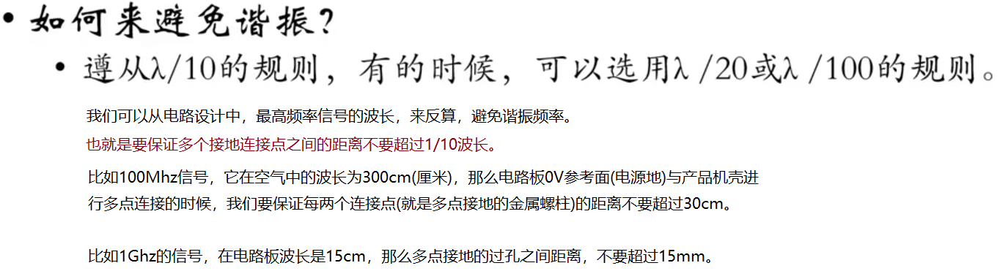 • 如何来避免谐振?
• 遵从λ/10的规则，有的时候，可以选用λ /20或λ /100的规则。
我们可以从电路设计中，最高频率信号的波长，来反算，避免谐振频率。
也就是要保证多个接地连接点之间的距离不要超过1/10波长。
比如100Mhz信号，它在空气中的波长为300cm(厘米)，那么电路板0V参考面(电源地)与产品机壳进
行多点连接的时候，我们要保证每两个连接点(就是多点接地的金属螺柱)的距离不要超过30cm。
比如1Ghz的信号，在电路板波长是15cm，那么多点接地的过孔之间距离，不要超过15mm。